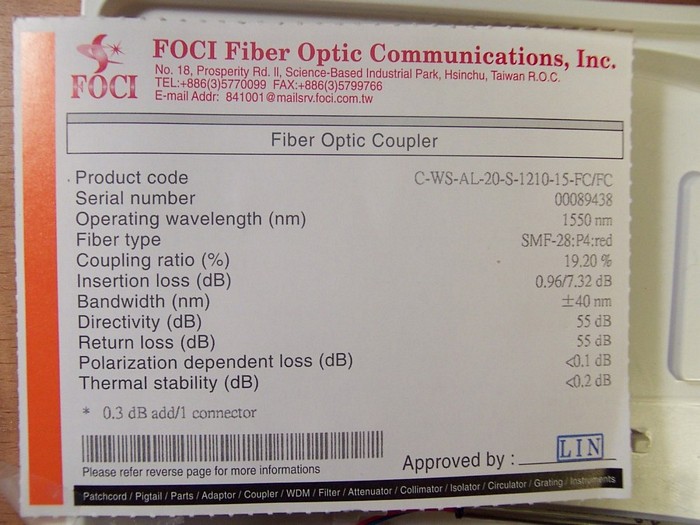 FOCI
FOCI Fiber Optic Communications, Inc.
No. 18, Prosperity Rd. II, Science-Based Industrial Park, Hsinchu, Taiwan R.O.C.
TEL:+886(3)5770099 FAX:+886(3)5799766
E-mail Addr: 841001@mailsrv.foci.com.tw
Fiber Optic Coupler
Product code C-WS-AL-20-S-1210-15-FC/FC
Serial number 00089438
Operating wavelength (nm) 1550 nm
Fiber type SMF-28:P4:red
Coupling ratio (%) 19.20 %
Insertion loss (dB) 0.96/7.32 dB
Bandwidth (nm) ±40 nm
Directivity (dB) 55 dB
Return loss (dB) 55 dB
Polarization dependent loss (dB) <0.1 dB
Thermal stability (dB) <0.2 dB
* 0.3 dB add/1 connector
Please refer reverse page for more informations
Approved by : LIN
Patchcord / Pigtail / Parts / Adaptor / Coupler / WDM / Filter / Attenuator / Collimator / Isolator / Circulator / Grating / Instruments